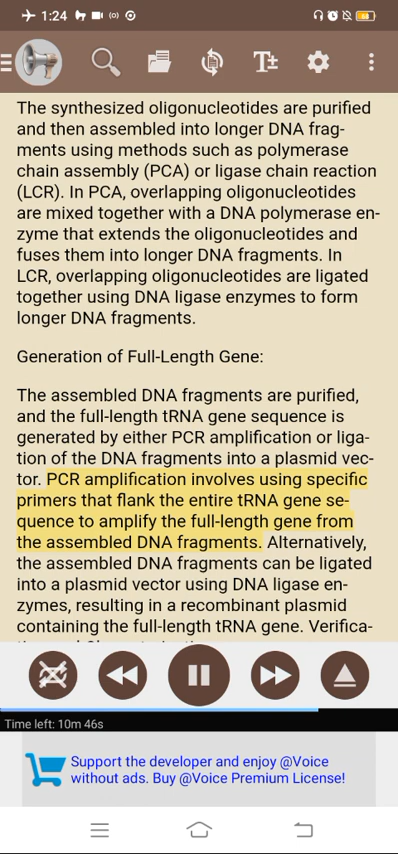 1:24
T±
The synthesized oligonucleotides are purified
and then assembled into longer DNA frag-
ments using methods such as polymerase
chain assembly (PCA) or ligase chain reaction
(LCR). In PCA, overlapping oligonucleotides
are mixed together with a DNA polymerase en-
zyme that extends the oligonucleotides and
fuses them into longer DNA fragments. In
LCR, overlapping oligonucleotides are ligated
together using DNA ligase enzymes to form
longer DNA fragments.
Generation of Full-Length Gene:
The assembled DNA fragments are purified,
and the full-length tRNA gene sequence is
generated by either PCR amplification or liga-
tion of the DNA fragments into a plasmid vec-
tor. PCR amplification involves using specific
primers that flank the entire tRNA gene se-
quence to amplify the full-length gene from
the assembled DNA fragments. Alternatively,
the assembled DNA fragments can be ligated
into a plasmid vector using DNA ligase en-
zymes, resulting in a recombinant plasmid
containing the full-length tRNA gene. Verifica-
Time left: 10m 46s
Support the developer and enjoy @Voice
without ads. Buy @Voice Premium License!